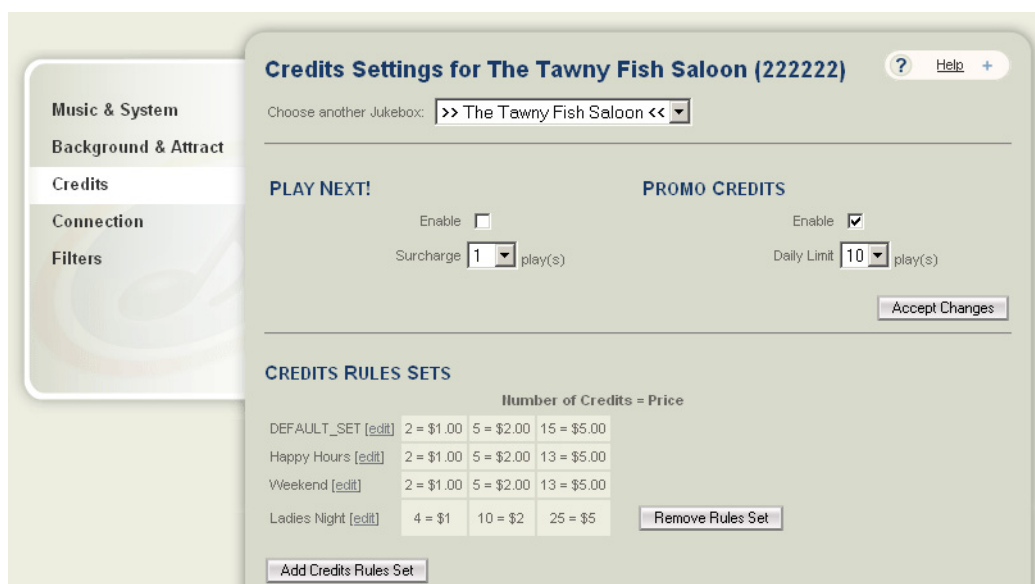 Music & System
Background & Attract
Credits
Connection
Filters
Credits Settings for The Tawny Fish Saloon (222222)
? Help +
Choose another Jukebox: >> The Tawny Fish Saloon <<
PLAY NEXT!
Enable
Surcharge 1 play(s)
PROMO CREDITS
Enable
Daily Limit 10 play(s)
Accept Changes
CREDITS RULES SETS
Number of Credits = Price
DEFAULT_SET [edit] 2 = $1.00 5 = $2.00 15 = $5.00
Happy Hours [edit] 2 = $1.00 5 = $2.00 13 = $5.00
Weekend [edit] 2 = $1.00 5 = $2.00 13 = $5.00
Ladies Night [edit] 4 = $1 10 = $2 25 = $5 Remove Rules Set
Add Credits Rules Set